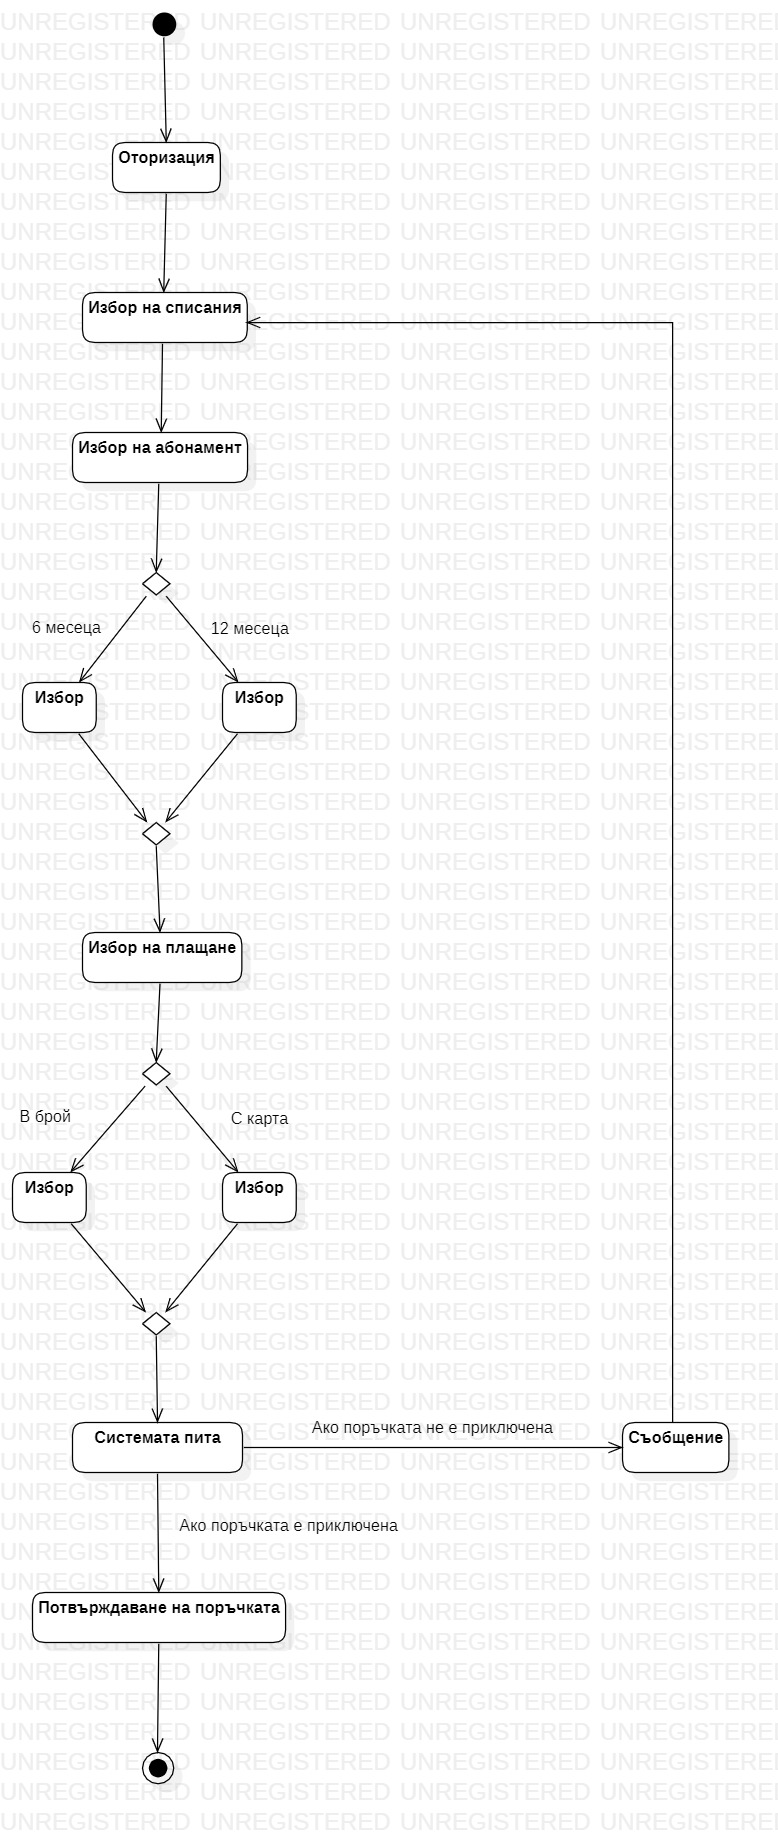 Оторизация
Избор на списания
Избор на абонамент
6 месеца
12 месеца
Избор
Избор
Избор на плащане
В брой
С карта
Избор
Избор
Системата пита
Ако поръчката не е приключена
Съобщение
Ако поръчката е приключена
Потвърждаване на поръчката
UNREGISTERED